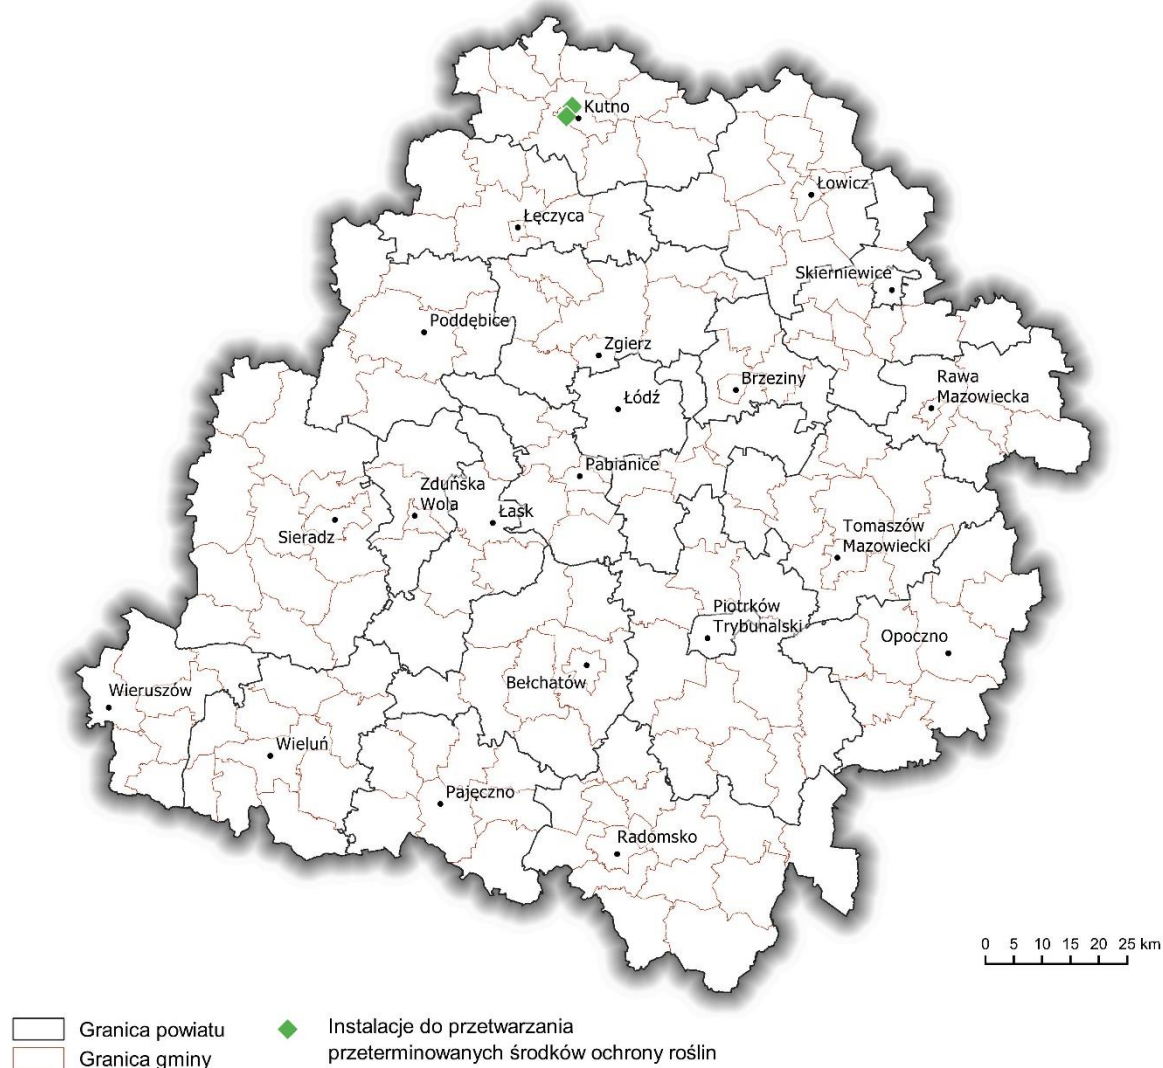 Kutno
Łowicz
Łęczyca
Skierniewice
Poddębice
Zgierz
Brzeziny
Rawa
Mazowiecka
Łódź
Pabianice
Zduńska
Wola
Łask
Sieradz
Tomaszów
Mazowiecki
Piotrków
Trybunalski
Opoczno
Bełchatów
Wieruszów
Wieluń
Pajęczno
Radomsko
0 5 10 15 20 25 km
Granica powiatu
Granica gminy
Instalacje do przetwarzania
przeterminowanych środków ochrony roślin